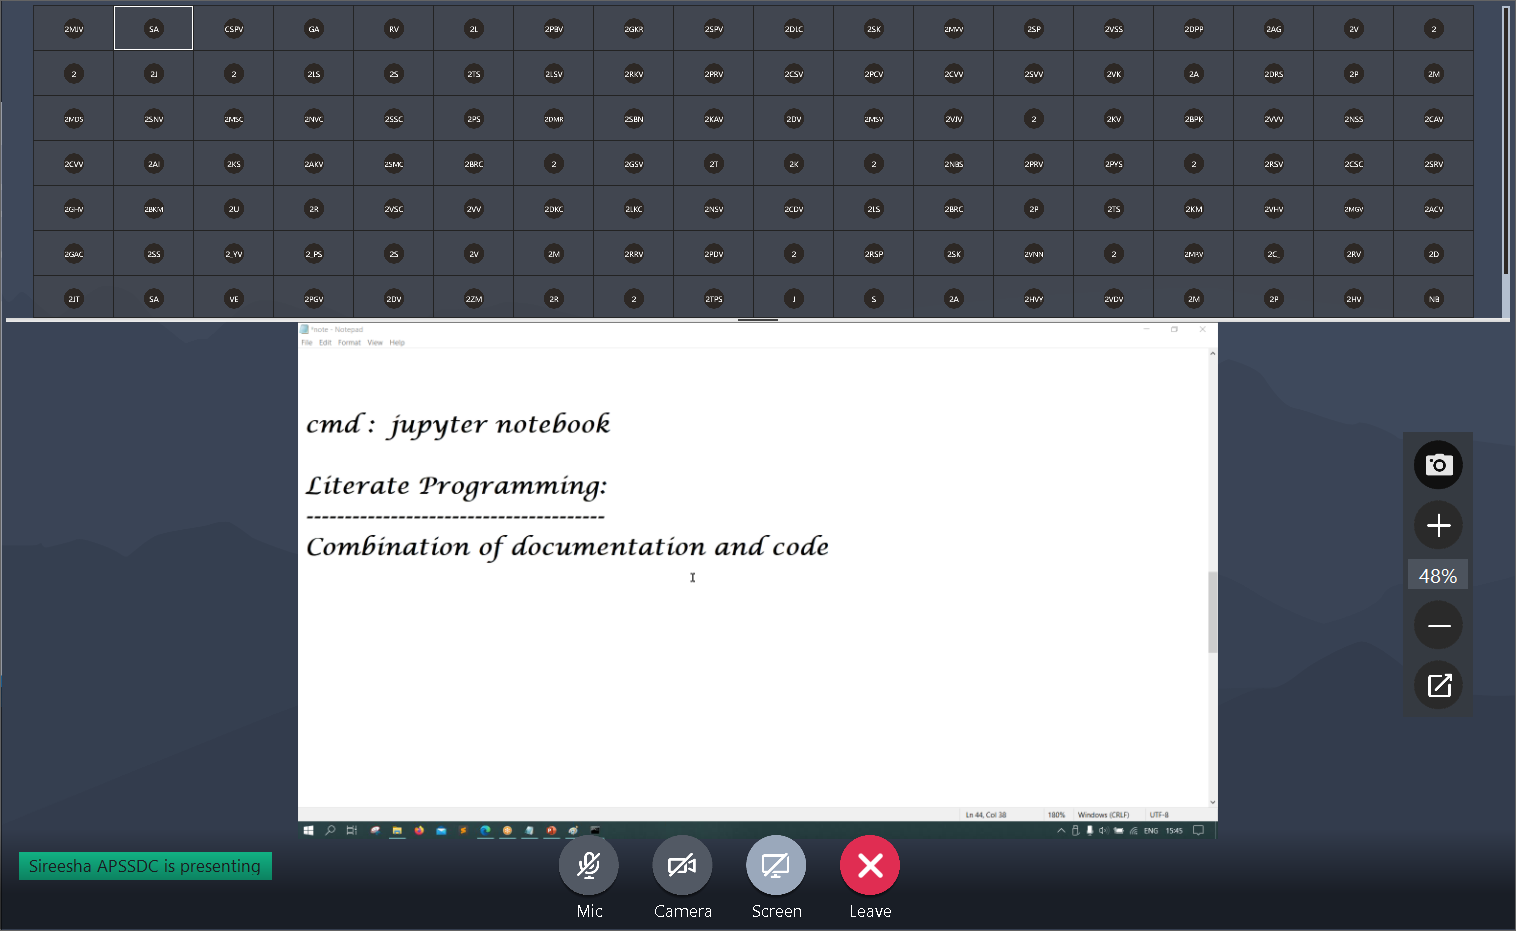 2MJV SA CSPV GA RV 2L 2PBV 2GKR 2SPV 2DLC 2SK 2MVV 2SP 2VSS 2DPP 2AG 2V 2
2 2J 2 2LS 2S 2TS 2LSV 2RKV 2PRV 2CSV 2PCV 2CVV 2SVV 2VK 2A 2DRS 2P 2M
2MDS 2SNV 2MSC 2NVC 2SSC 2PS 2DMR 2SBN 2KAV 2DV 2MSV 2VJV 2 2KV 2BPK 2VVV 2NSS 2CAV
2CVV 2AI 2KS 2AKV 2SMC 2BRC 2 2GSV 2T 2K 2 2NBS 2PRV 2PYS 2 2RSV 2CSC 2SRV
2GHV 2BKM 2U 2R 2VSC 2VV 2DKC 2LKC 2NSV 2CDV 2LS 2BRC 2P 2TS 2KM 2VHV 2MGV 2ACV
2GAC 2SS 2_YV 2_PS 2S 2V 2M 2RRV 2PDV 2 2RSP 2SK 2VNN 2 2MRV 2C_ 2RV 2D
2JT SA VE 2PGV 2DV 2ZM 2R 2 2TPS J S 2A 2HVY 2VDV 2M 2P 2HV NB
*note - Notepad
File Edit Format View Help
cmd : jupyter notebook
Literate Programming:
-------------------------------------
Combination of documentation and code
48%
Ln 44, Col 38 180% Windows (CRLF) UTF-8
ENG 15:45
Sireesha APSSDC is presenting
Mic Camera Screen Leave